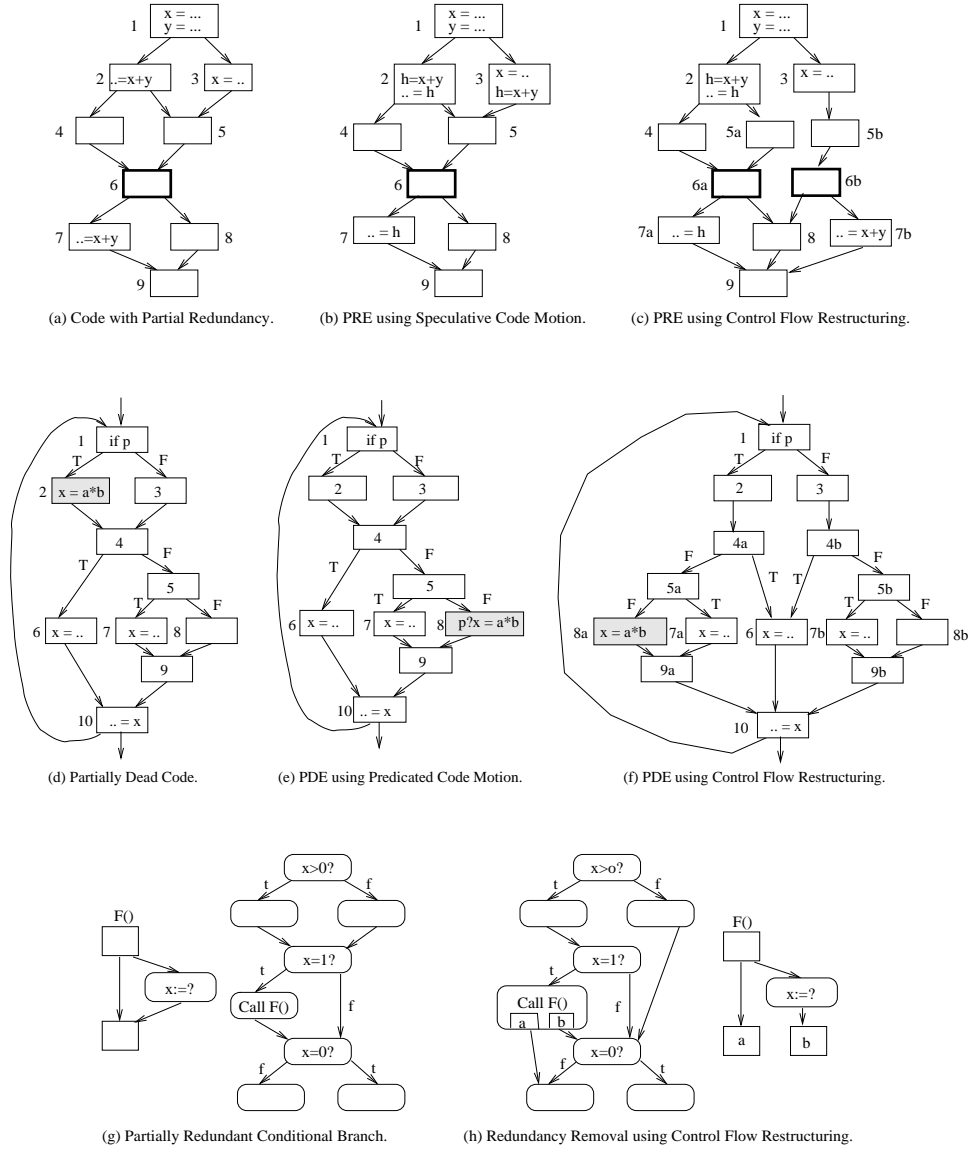 1
x = ...
y = ...
2
..=x+y
3
x = ..
4
5
6
7
..=x+y
8
9
(a) Code with Partial Redundancy.
1
x = ...
y = ...
2
h=x+y
.. = h
3
x = ..
h=x+y
4
5
6
7
.. = h
8
9
(b) PRE using Speculative Code Motion.
1
x = ...
y = ...
2
h=x+y
.. = h
3
x = ..
4
5a
5b
6a
6b
7a
.. = h
8
.. = x+y
7b
9
(c) PRE using Control Flow Restructuring.
1
if p
T
F
2
x = a*b
3
4
T
F
5
T
F
6
x = ..
7
x = ..
8
9
10
.. = x
(d) Partially Dead Code.
1
if p
T
F
2
3
4
T
F
5
T
F
6
x = ..
7
x = ..
8
p?x = a*b
9
10
.. = x
(e) PDE using Predicated Code Motion.
1
if p
T
F
2
3
4a
4b
F
T
T
F
5a
5b
F
T
T
F
8a
x = a*b
7a
x = ..
6
x = ..
7b
x = ..
8b
9a
9b
10
.. = x
(f) PDE using Control Flow Restructuring.
F()
x:=?
x>0?
t
f
x=1?
t
f
Call F()
x=0?
f
t
(g) Partially Redundant Conditional Branch.
x>o?
t
f
x=1?
t
f
Call F()
a
b
x=0?
f
t
F()
x:=?
a
b
(h) Redundancy Removal using Control Flow Restructuring.